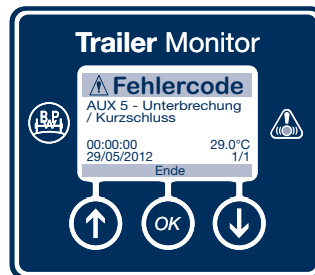 Trailer Monitor
Fehlercode
AUX 5 - Unterbrechung
/ Kurzschluss
00:00:00 29.0°C
29/05/2012 1/1
Ende
BPW
OK